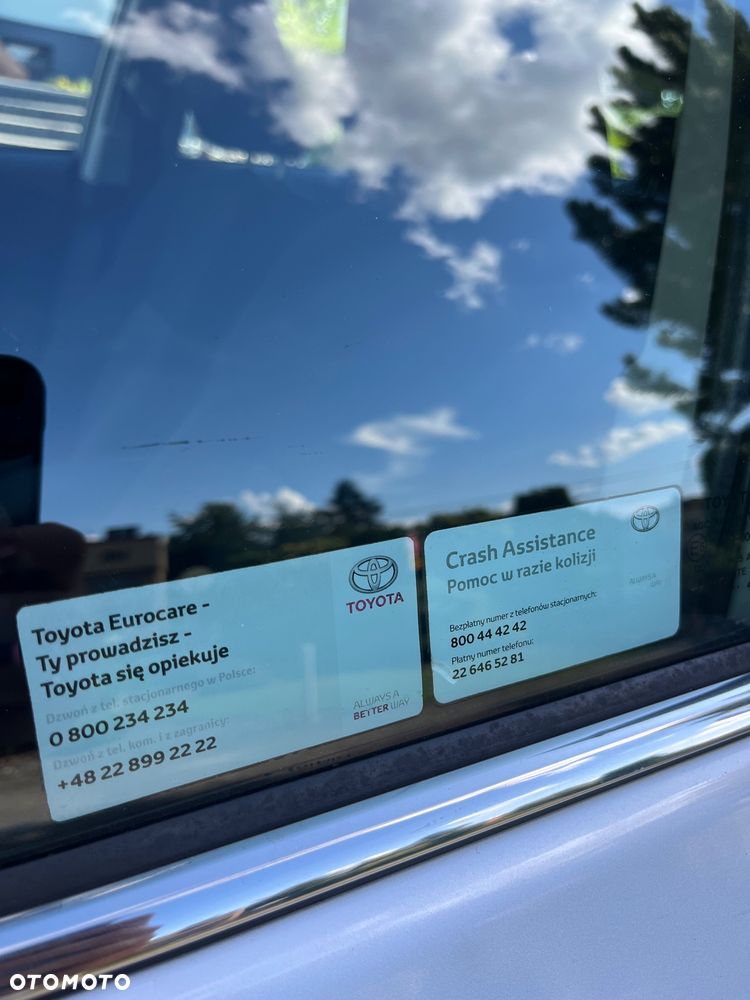 Toyota Eurocare -
Ty prowadzisz -
Toyota się opiekuje
Dzwoń z tel. stacjonarnego w Polsce:
0 800 234 234
Dzwoń z tel. kom. i z zagranicy:
+48 22 899 22 22
TOYOTA
ALWAYS A
BETTER WAY
Crash Assistance
Pomoc w razie kolizji
Bezpłatny numer z telefonów stacjonarnych:
800 44 42 42
Płatny numer telefonu:
22 646 52 81
ALWAYS A
WAY
OTOMOTO